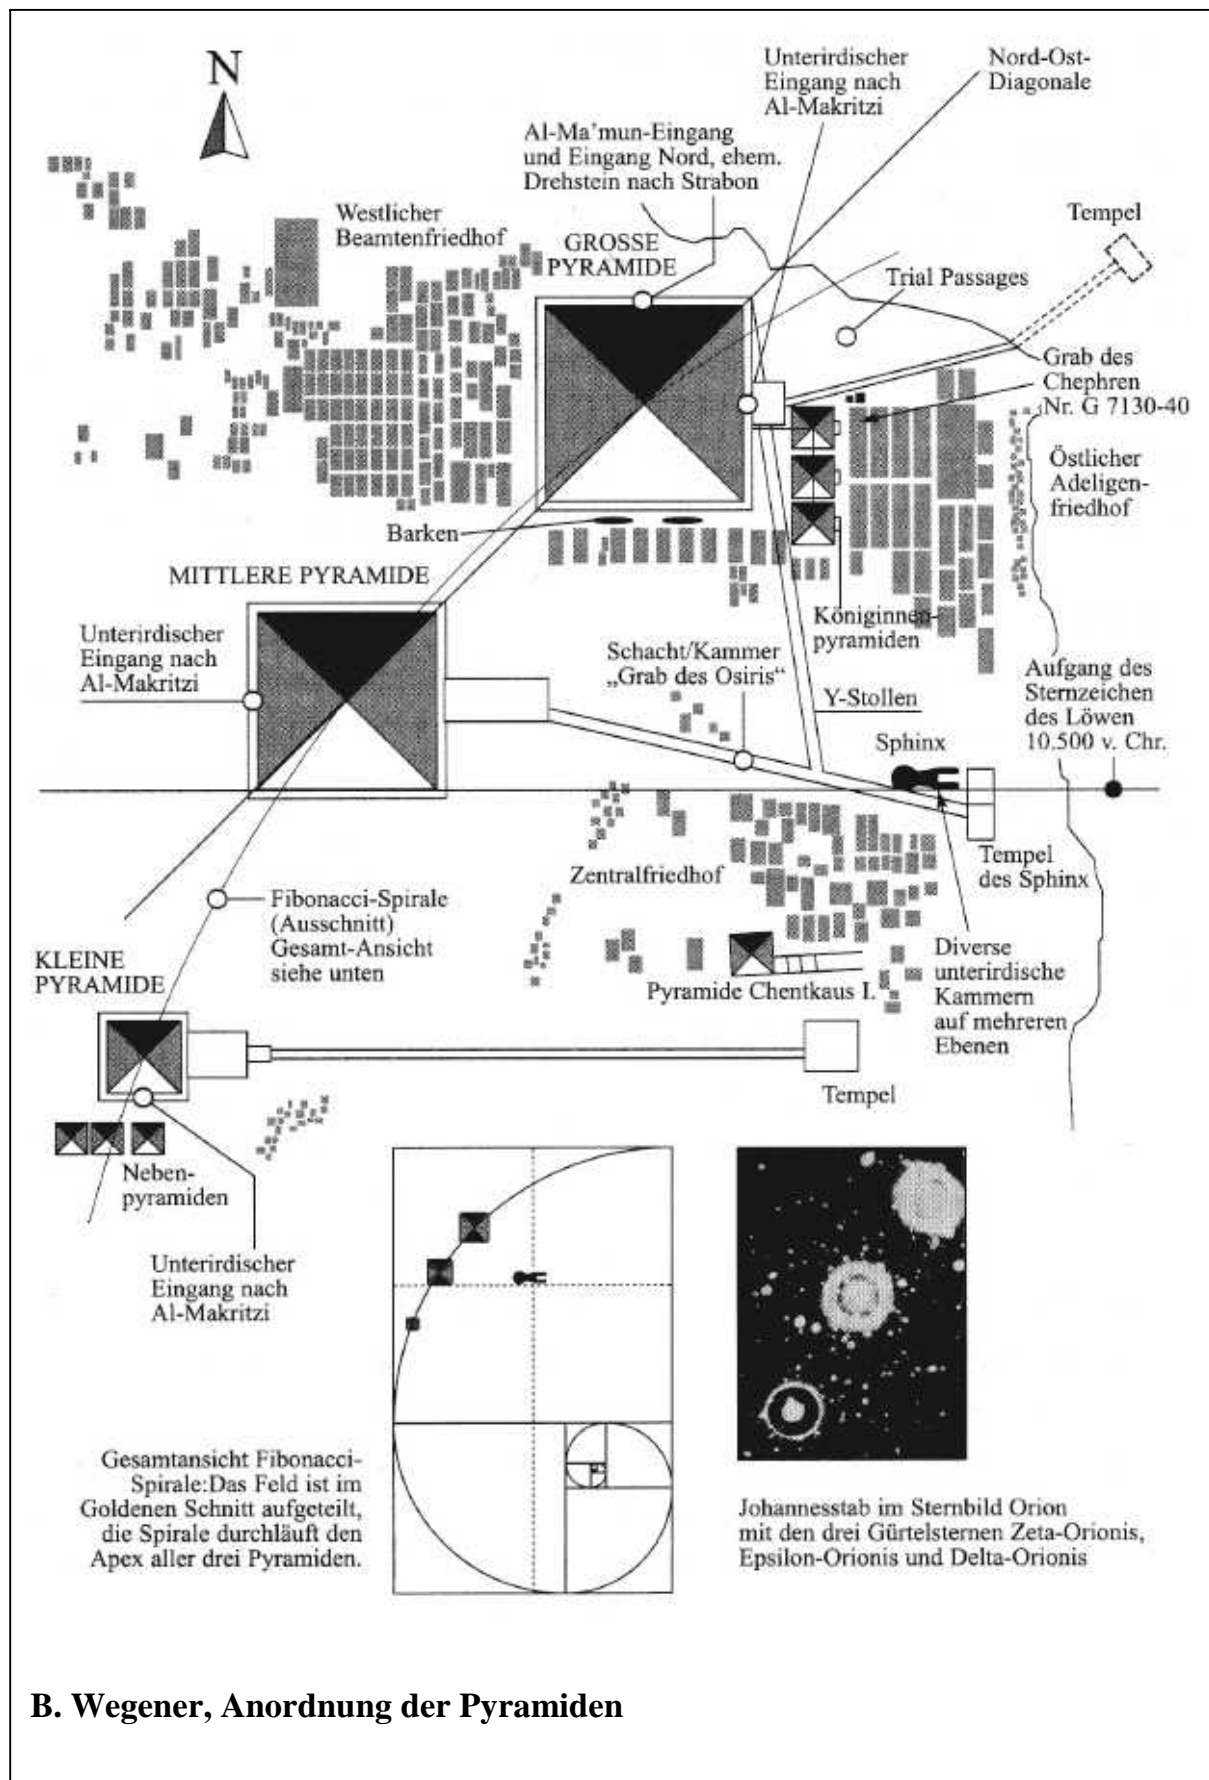 N
Unterirdischer
Eingang nach
Al-Makritzi
Nord-Ost-
Diagonale
Al-Ma'mun-Eingang
und Eingang Nord, ehem.
Drehstein nach Strabon
Westlicher
Beamtenfriedhof
GROSSE
PYRAMIDE
Tempel
Trial Passages
Grab des
Chephren
Nr. G 7130-40
Östlicher
Adeligen-
friedhof
Barken
MITTLERE PYRAMIDE
Unterirdischer
Eingang nach
Al-Makritzi
Schacht/Kammer
„Grab des Osiris“
Königinnen-
pyramiden
Y-Stollen
Sphinx
Aufgang des
Sternzeichen
des Löwen
10.500 v. Chr.
Zentralfriedhof
Tempel
des Sphinx
Fibonacci-Spirale
(Ausschnitt)
Gesamt-Ansicht
siehe unten
KLEINE
PYRAMIDE
Pyramide Chentkaus I.
Diverse
unterirdische
Kammern
auf mehreren
Ebenen
Tempel
Neben-
pyramiden
Unterirdischer
Eingang nach
Al-Makritzi
Gesamtansicht Fibonacci-
Spirale:Das Feld ist im
Goldenen Schnitt aufgeteilt,
die Spirale durchläuft den
Apex aller drei Pyramiden.
Johannesstab im Sternbild Orion
mit den drei Gürtelsternen Zeta-Orionis,
Epsilon-Orionis und Delta-Orionis
B. Wegener, Anordnung der Pyramiden